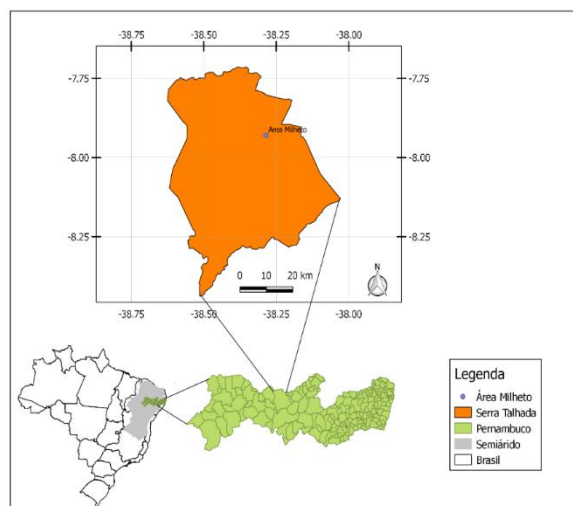 -38.75 -38.50 -38.25 -38.00
-7.75 -7.75
Área Milheto
-8.00 -8.00
-8.25 -8.25
0 10 20 km
N
-38.75 -38.50 -38.25 -38.00
Legenda
Área Milheto
Serra Talhada
Pernambuco
Semiárido
Brasil